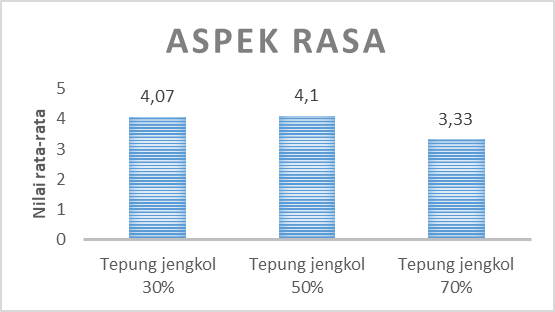 ASPEK RASA
Nilai rata-rata
5
4
3
2
1
0
4,07
4,1
3,33
Tepung jengkol
30%
Tepung jengkol
50%
Tepung jengkol
70%